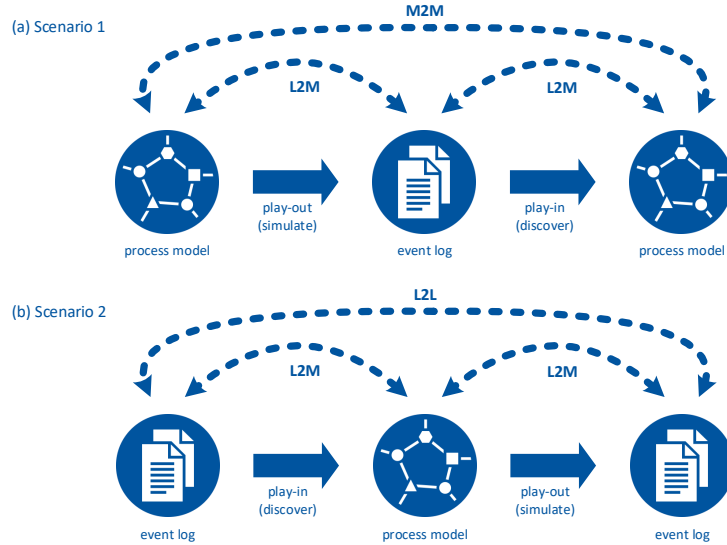 (a) Scenario 1
M2M
L2M
L2M
play-out
(simulate)
play-in
(discover)
process model
event log
process model
(b) Scenario 2
L2L
L2M
L2M
play-in
(discover)
play-out
(simulate)
event log
process model
event log